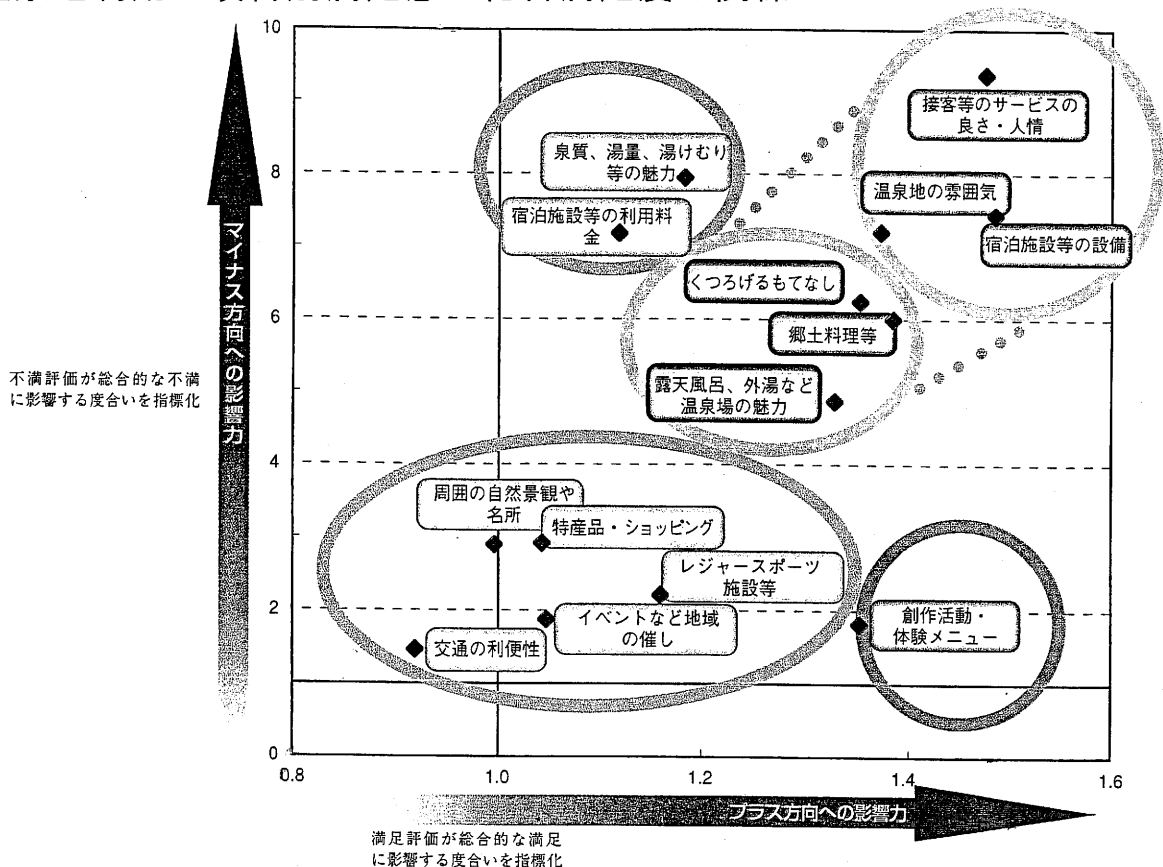 10
接客等のサービスの
良さ・人情
泉質、湯量、湯けむり
等の魅力
8
温泉地の雰囲気
宿泊施設等の利用料
金
宿泊施設等の設備
マイナス方向への影響力
くつろげるもてなし
6
郷土料理等
不満評価が総合的な不満
に影響する度合いを指標化
露天風呂、外湯など
温泉場の魅力
4
周囲の自然景観や
名所
特産品・ショッピング
レジャースポーツ
施設等
2
イベントなど地域
の催し
創作活動・
体験メニュー
交通の利便性
0
0.8
1.0
1.2
1.4
1.6
プラス方向への影響力
満足評価が総合的な満足
に影響する度合いを指標化